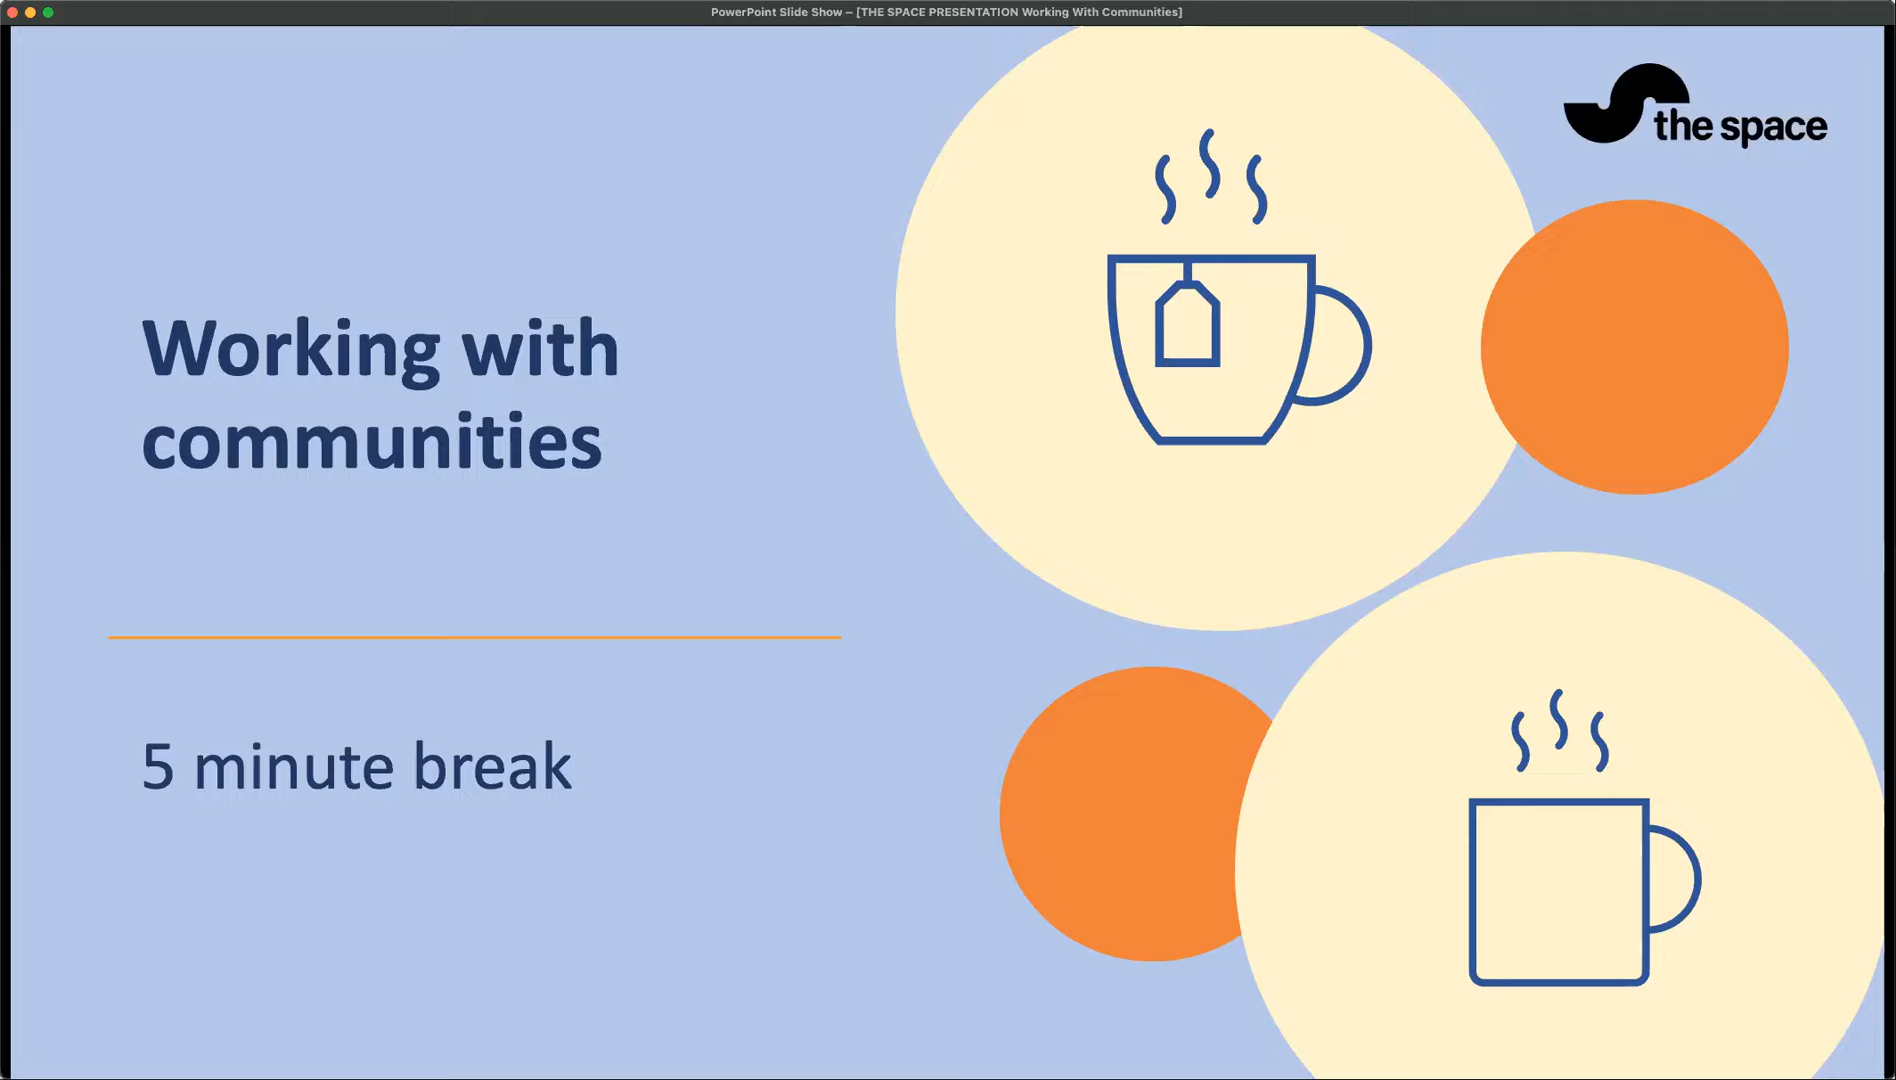 PowerPoint Slide Show – [THE SPACE PRESENTATION Working With Communities]
the space
Working with
communities
5 minute break